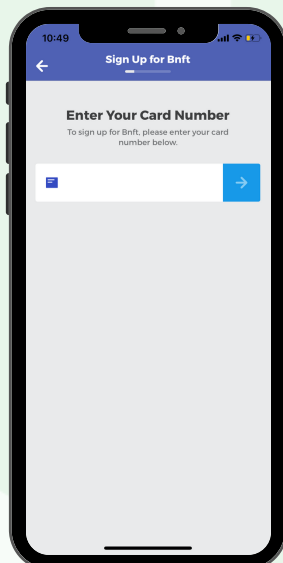 10:49
Sign Up for Bnft
Enter Your Card Number
To sign up for Bnft, please enter your card
number below.